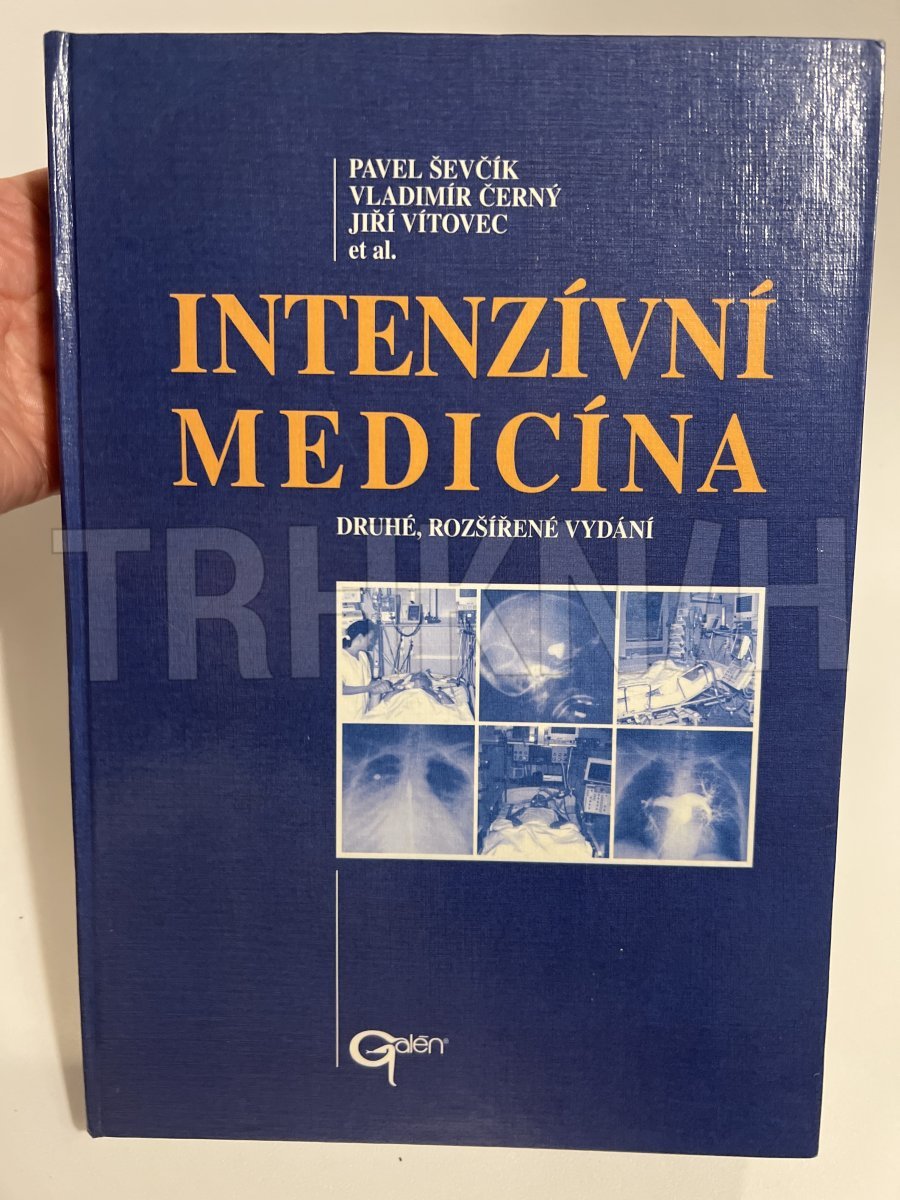 PAVEL ŠEVČÍK
VLADIMÍR ČERNÝ
JIŘÍ VÍTOVEC
et al.
INTENZÍVNÍ
MEDICÍNA
DRUHÉ, ROZŠÍŘENÉ VYDÁNÍ
TRHKNIH
Galén®